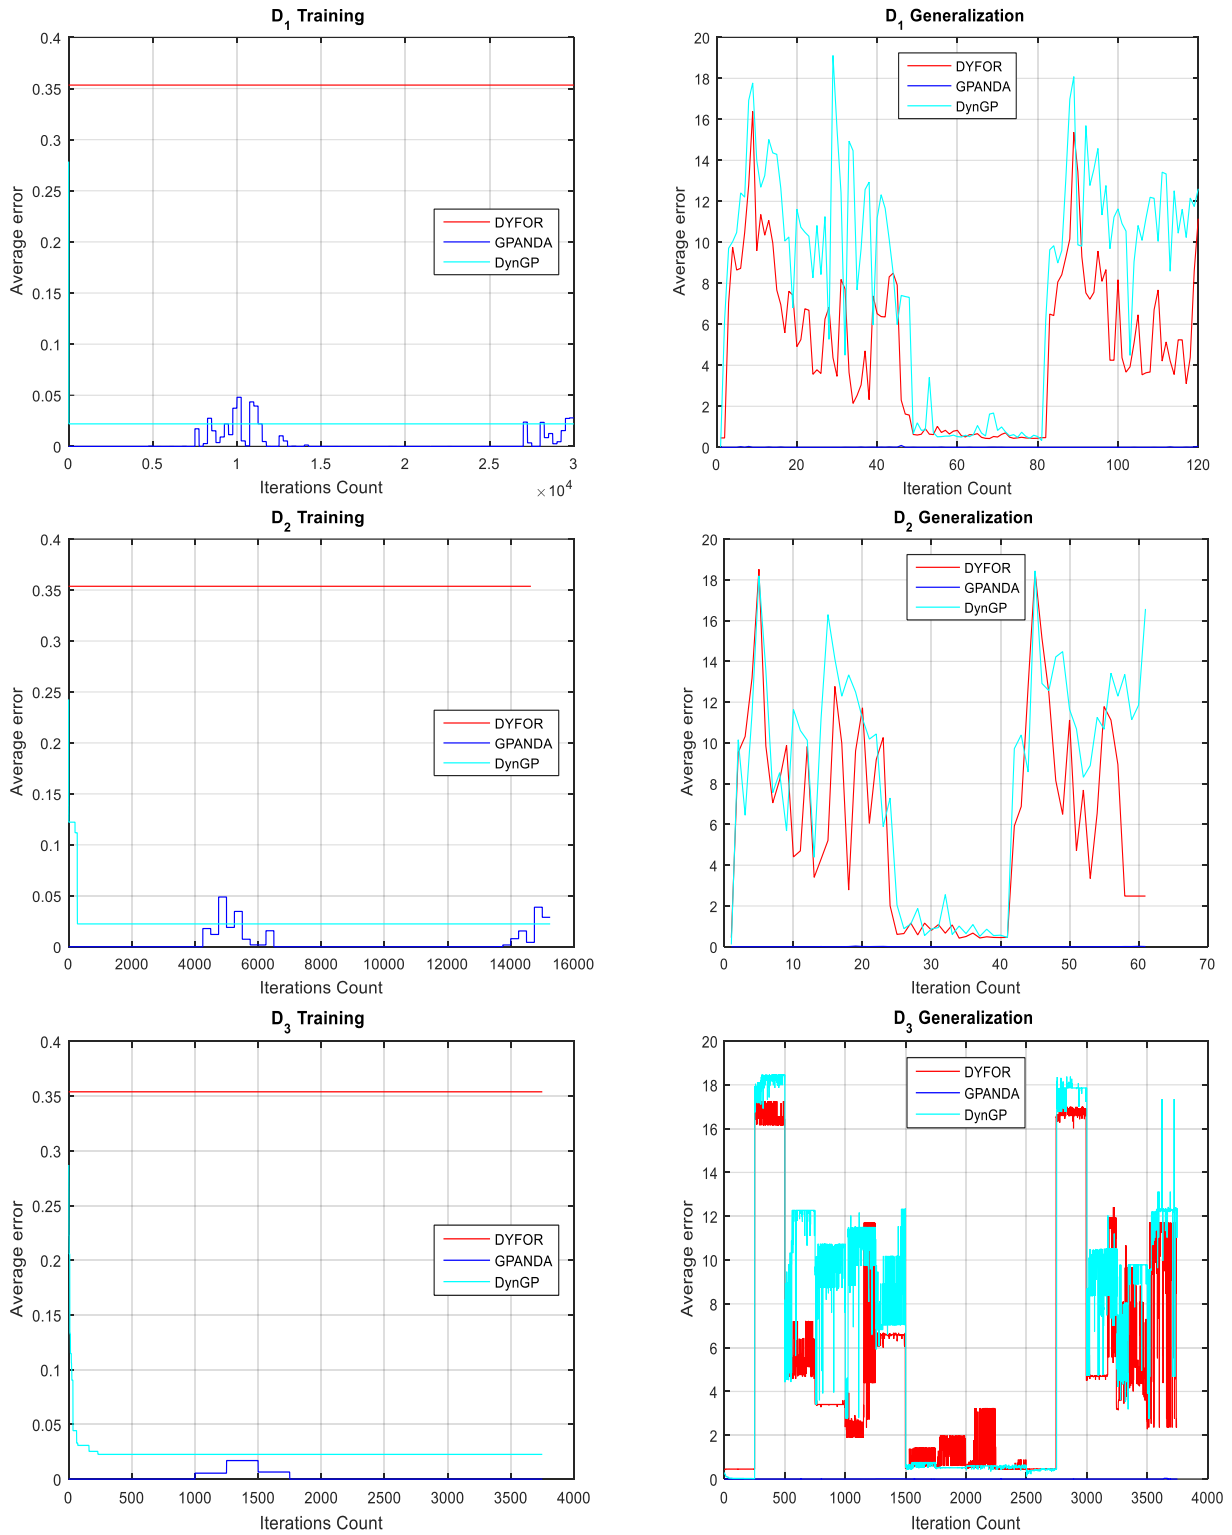 D1 Training
0.4
0.35
0.3
0.25
0.2
0.15
0.1
0.05
0
Average error
DYFOR
GPANDA
DynGP
0 0.5 1 1.5 2 2.5 3
Iterations Count
×10^4
D1 Generalization
20
18
16
14
12
10
8
6
4
2
0
Average error
DYFOR
GPANDA
DynGP
0 20 40 60 80 100 120
Iteration Count
D2 Training
0.4
0.35
0.3
0.25
0.2
0.15
0.1
0.05
0
Average error
DYFOR
GPANDA
DynGP
0 2000 4000 6000 8000 10000 12000 14000 16000
Iterations Count
D2 Generalization
20
18
16
14
12
10
8
6
4
2
0
Average error
DYFOR
GPANDA
DynGP
0 10 20 30 40 50 60 70
Iteration Count
D3 Training
0.4
0.35
0.3
0.25
0.2
0.15
0.1
0.05
0
Average error
DYFOR
GPANDA
DynGP
0 500 1000 1500 2000 2500 3000 3500 4000
Iterations Count
D3 Generalization
20
18
16
14
12
10
8
6
4
2
0
Average error
DYFOR
GPANDA
DynGP
0 500 1000 1500 2000 2500 3000 3500 4000
Iteration Count